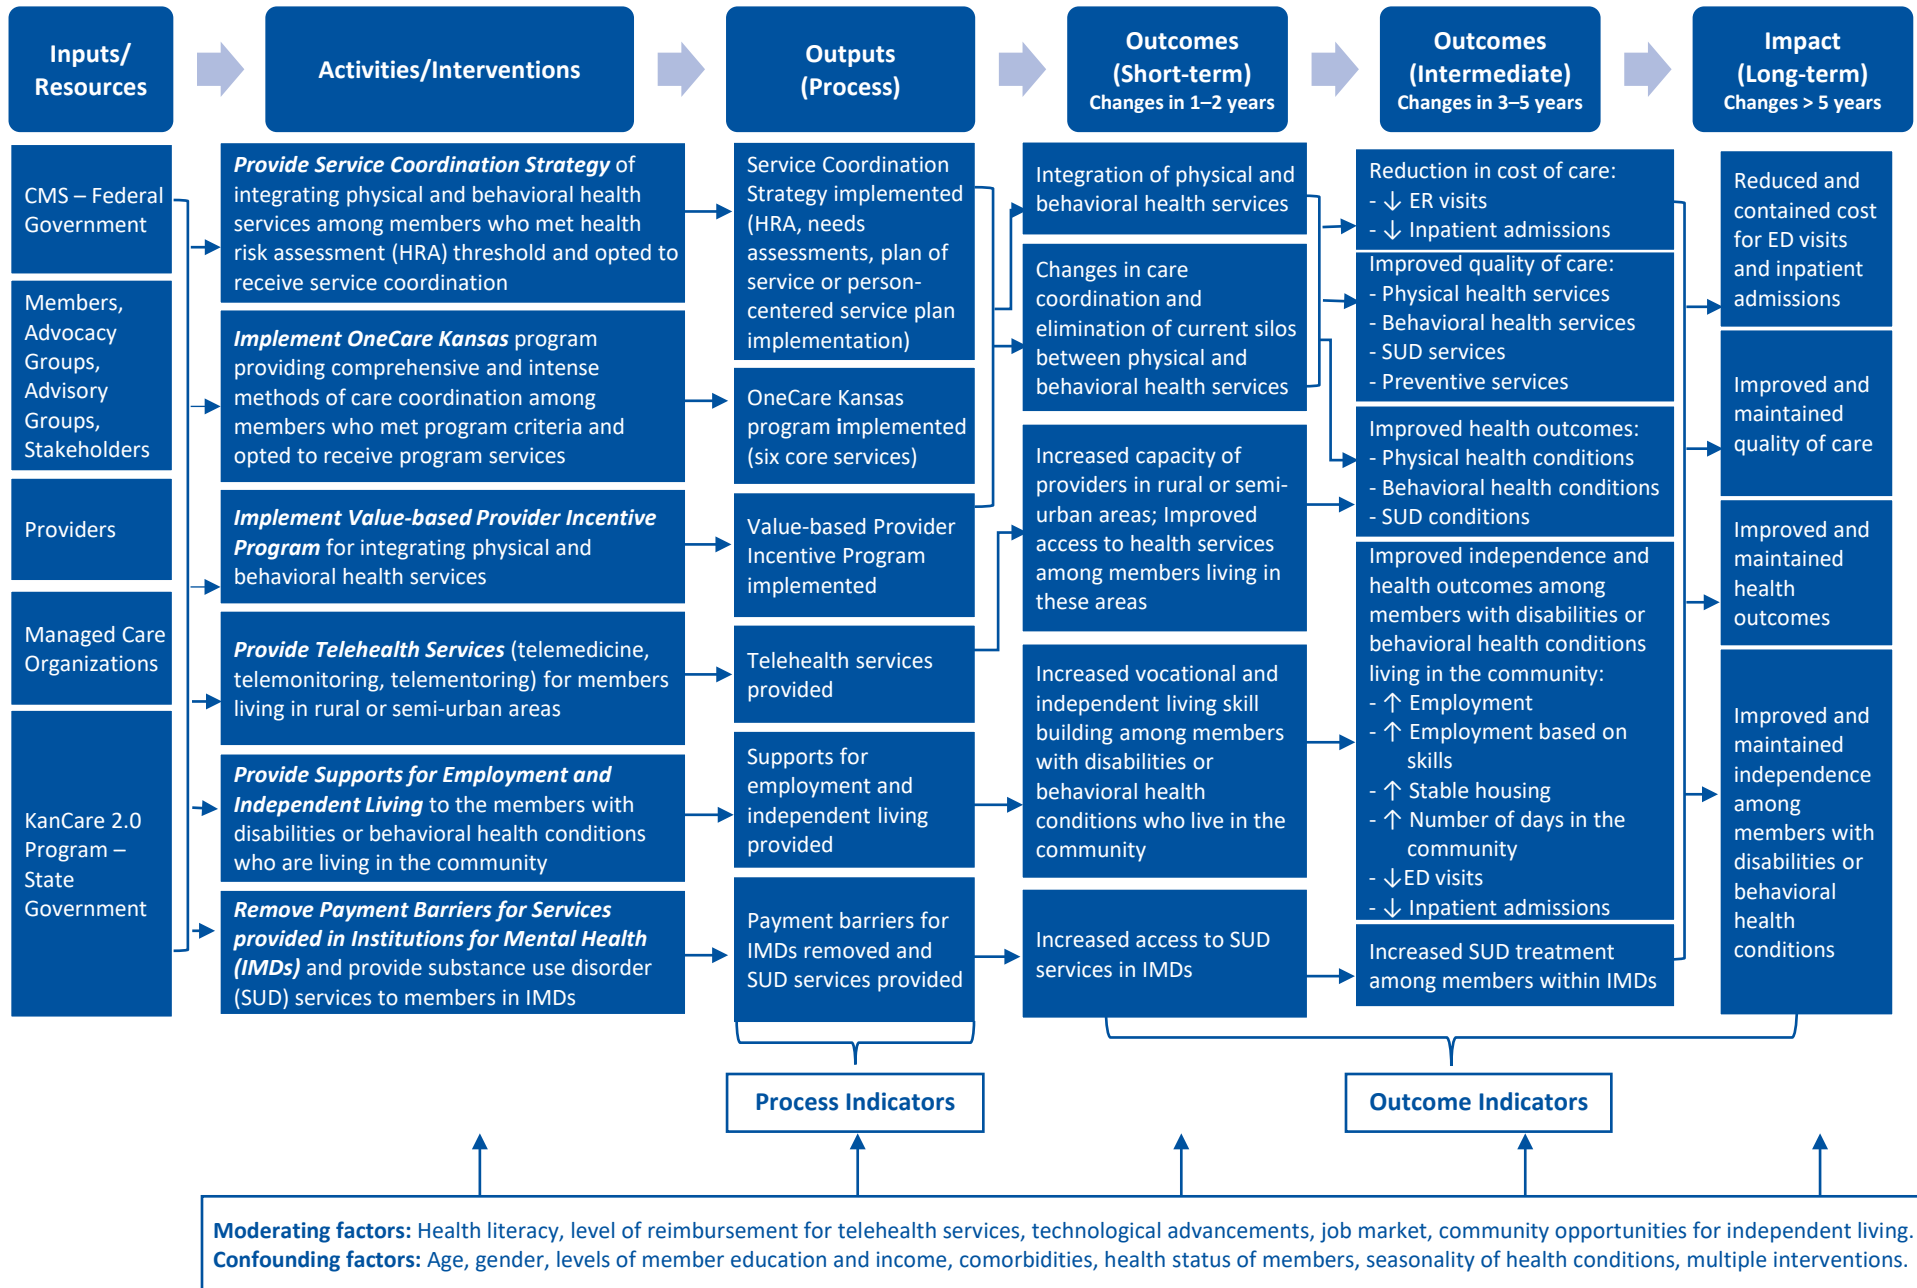 Inputs/
Resources
Activities/Interventions
Outputs
(Process)
Outcomes
(Short-term)
Changes in 1–2 years
Outcomes
(Intermediate)
Changes in 3–5 years
Impact
(Long-term)
Changes > 5 years
CMS – Federal
Government
Members,
Advocacy
Groups,
Advisory
Groups,
Stakeholders
Providers
Managed Care
Organizations
KanCare 2.0
Program –
State
Government
Provide Service Coordination Strategy of
integrating physical and behavioral health
services among members who met health
risk assessment (HRA) threshold and opted to
receive service coordination
Implement OneCare Kansas program
providing comprehensive and intense
methods of care coordination among
members who met program criteria and
opted to receive program services
Implement Value-based Provider Incentive
Program for integrating physical and
behavioral health services
Provide Telehealth Services (telemedicine,
telemonitoring, telementoring) for members
living in rural or semi-urban areas
Provide Supports for Employment and
Independent Living to the members with
disabilities or behavioral health conditions
who are living in the community
Remove Payment Barriers for Services
provided in Institutions for Mental Health
(IMDs) and provide substance use disorder
(SUD) services to members in IMDs
Service Coordination
Strategy implemented
(HRA, needs
assessments, plan of
service or person-
centered service plan
implementation)
OneCare Kansas
program implemented
(six core services)
Value-based Provider
Incentive Program
implemented
Telehealth services
provided
Supports for
employment and
independent living
provided
Payment barriers for
IMDs removed and
SUD services provided
Integration of physical and
behavioral health services
Changes in care
coordination and
elimination of current silos
between physical and
behavioral health services
Increased capacity of
providers in rural or semi-
urban areas; Improved
access to health services
among members living in
these areas
Increased vocational and
independent living skill
building among members
with disabilities or
behavioral health
conditions who live in the
community
Increased access to SUD
services in IMDs
Reduction in cost of care:
- ↓ ER visits
- ↓ Inpatient admissions
Improved quality of care:
- Physical health services
- Behavioral health services
- SUD services
- Preventive services
Improved health outcomes:
- Physical health conditions
- Behavioral health conditions
- SUD conditions
Improved independence and
health outcomes among
members with disabilities or
behavioral health conditions
living in the community:
- ↑ Employment
- ↑ Employment based on
skills
- ↑ Stable housing
- ↑ Number of days in the
community
- ↓ED visits
- ↓ Inpatient admissions
Increased SUD treatment
among members within IMDs
Reduced and
contained cost
for ED visits
and inpatient
admissions
Improved and
maintained
quality of care
Improved and
maintained
health
outcomes
Improved and
maintained
independence
among
members with
disabilities or
behavioral
health
conditions
Process Indicators
Outcome Indicators
Moderating factors: Health literacy, level of reimbursement for telehealth services, technological advancements, job market, community opportunities for independent living.
Confounding factors: Age, gender, levels of member education and income, comorbidities, health status of members, seasonality of health conditions, multiple interventions.